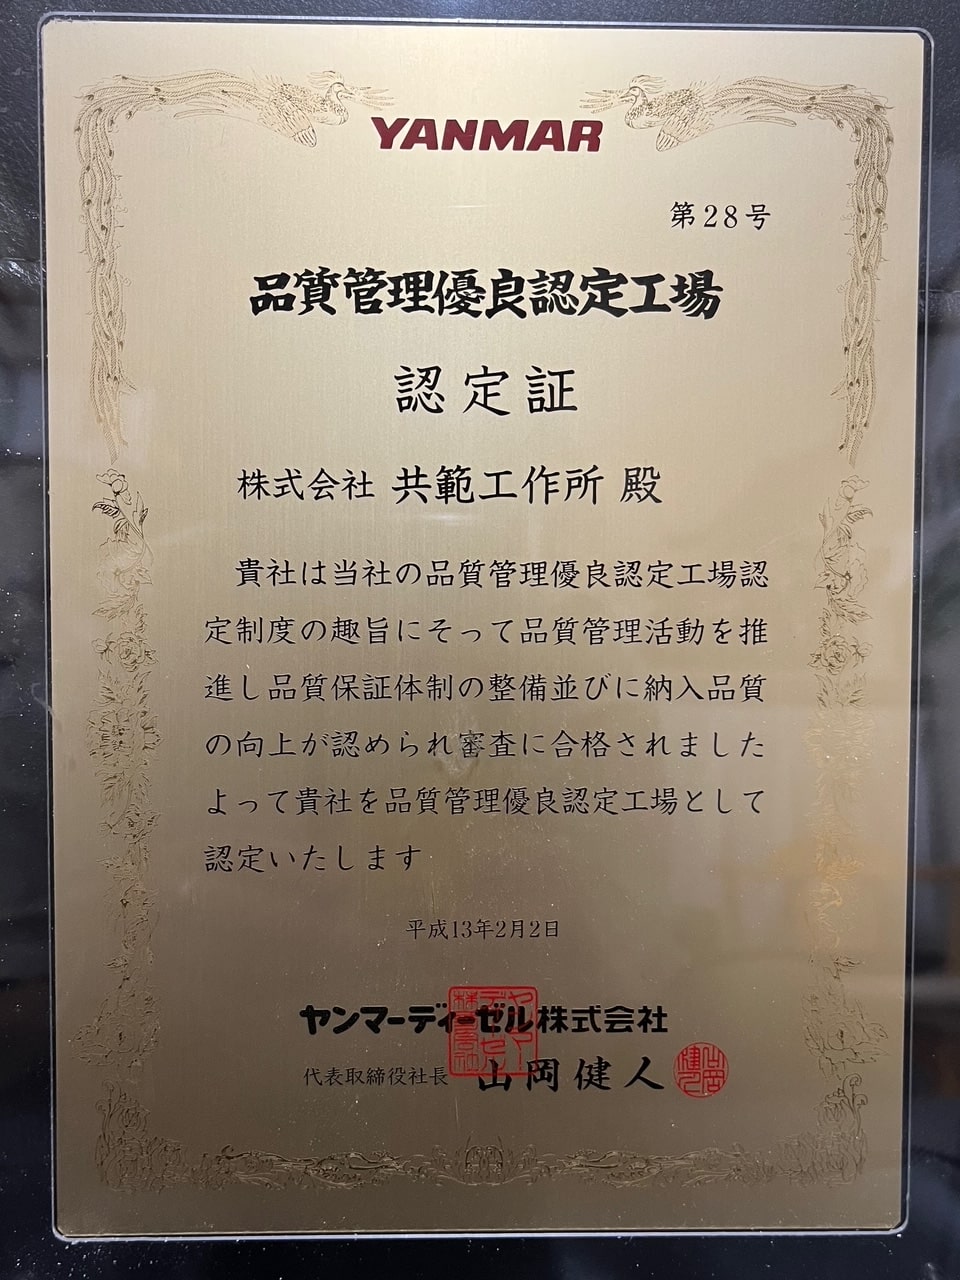 YANMAR
第28号
品質管理優良認定工場
認定証
株式会社 共範工作所 殿
貴社は当社の品質管理優良認定工場認
定制度の趣旨にそって品質管理活動を推
進し品質保証体制の整備並びに納入品質
の向上が認められ審査に合格されました
よって貴社を品質管理優良認定工場として
認定いたします
平成13年2月2日
ヤンマーディーゼル株式会社
代表取締役社長 山岡健人